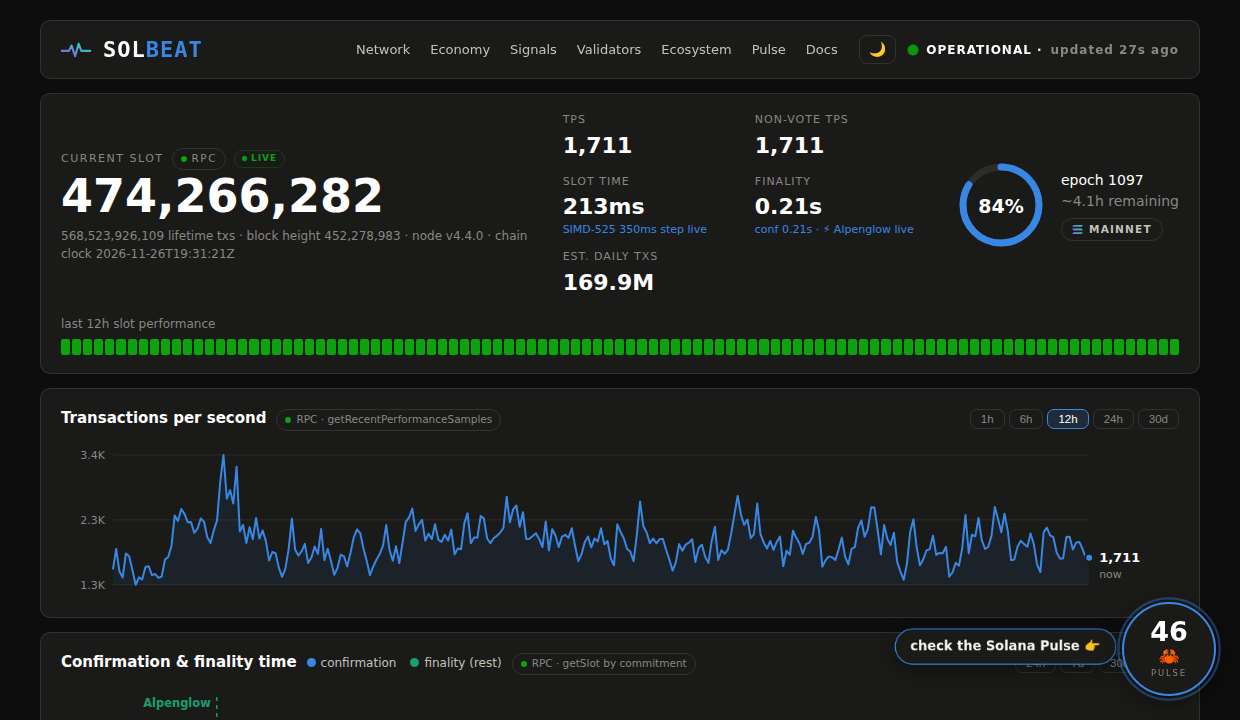 SOLBEAT
Network Economy Signals Validators Ecosystem Pulse Docs 🌙 OPERATIONAL · updated 27s ago
CURRENT SLOT RPC LIVE
474,266,282
568,523,926,109 lifetime txs · block height 452,278,983 · node v4.4.0 · chain
clock 2026-11-26T19:31:21Z
TPS
1,711
NON-VOTE TPS
1,711
SLOT TIME
213ms
SIMD-525 350ms step live
FINALITY
0.21s
conf 0.21s · ⚡ Alpenglow live
EST. DAILY TXS
169.9M
84%
epoch 1097
~4.1h remaining
MAINNET
last 12h slot performance
Transactions per second RPC · getRecentPerformanceSamples
1h 6h 12h 24h 30d
3.4K
2.3K
1.3K
1,711
now
Confirmation & finality time confirmation finality (rest) RPC · getSlot by commitment
check the Solana Pulse 👉
46
🦀
PULSE
Alpenglow